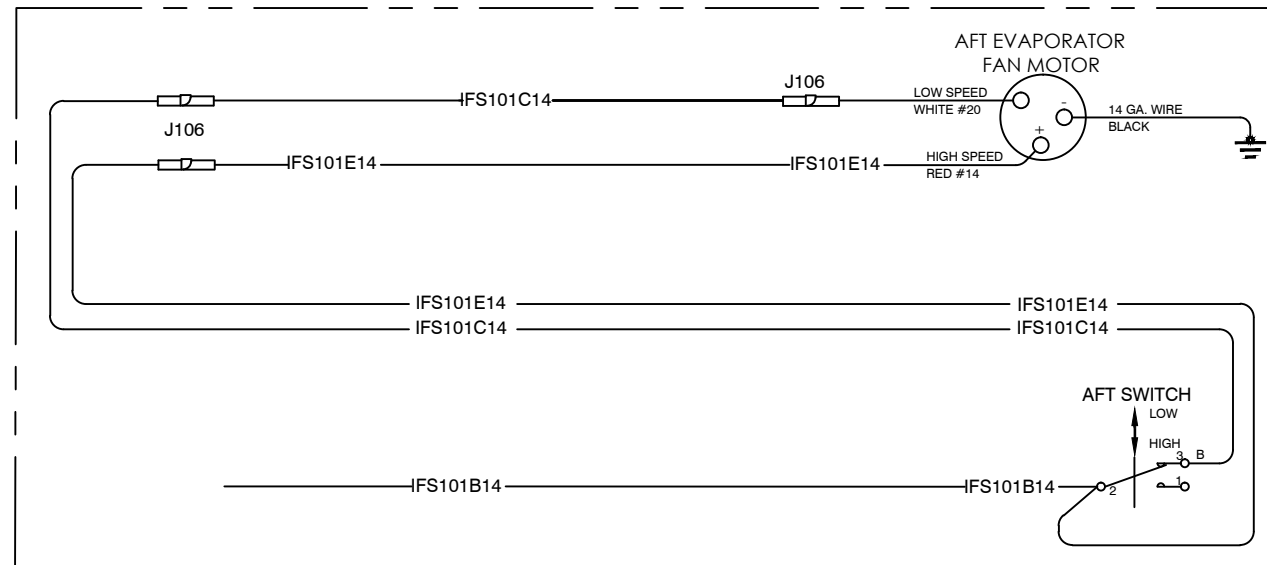 AFT EVAPORATOR
FAN MOTOR
J106
IFS101C14
LOW SPEED
WHITE #20
-
14 GA. WIRE
BLACK
J106
+
IFS101E14
IFS101E14
HIGH SPEED
RED #14
IFS101E14
IFS101E14
IFS101C14
IFS101C14
AFT SWITCH
LOW
HIGH
3 B
IFS101B14
IFS101B14
2
1